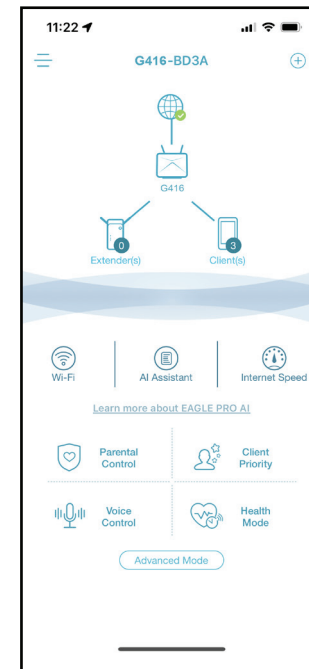 11:22
G416-BD3A
G416
0
3
Extender(s)
Client(s)
Wi-Fi
AI Assistant
Internet Speed
Learn more about EAGLE PRO AI
Parental
Control
Client
Priority
Voice
Control
Health
Mode
Advanced Mode